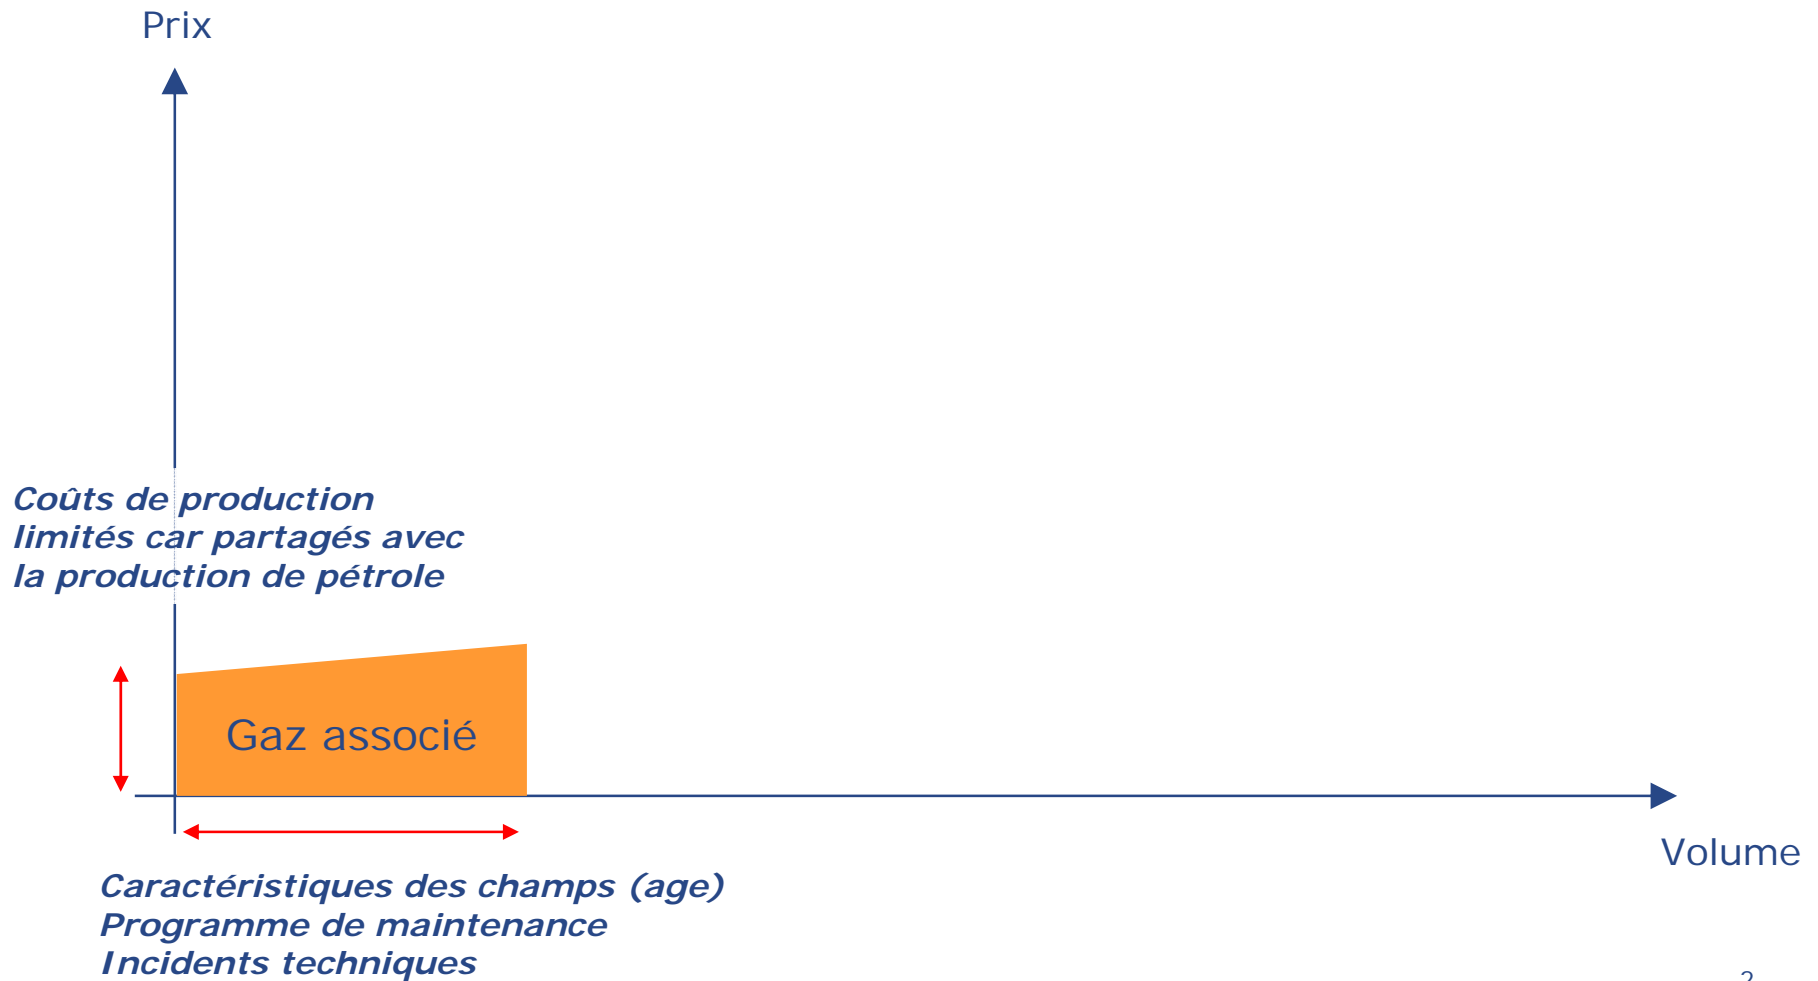 Prix
Coûts de production
limités car partagés avec
la production de pétrole
Gaz associé
Volume
Caractéristiques des champs (age)
Programme de maintenance
Incidents techniques
2